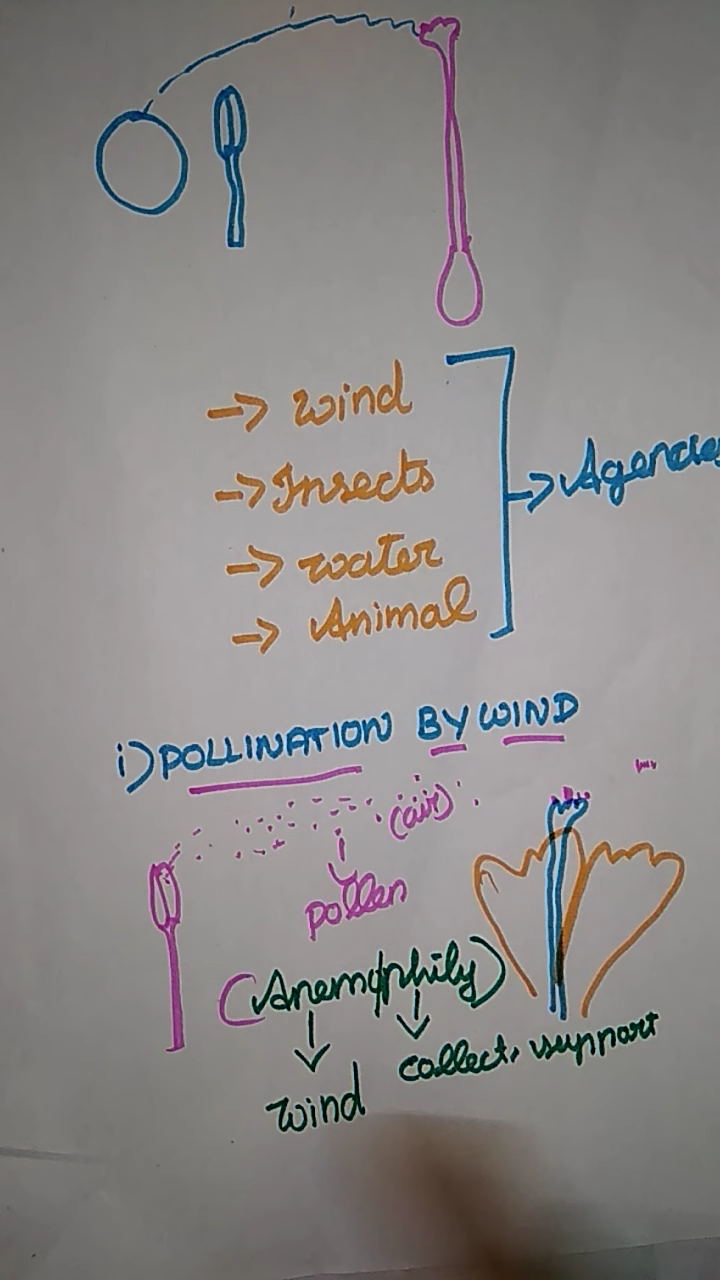 -> wind
-> Insects
-> Agencies
-> water
-> Animal
i) POLLINATION BY WIND
(air)
pollen
(Anemophily)
collect, support
wind